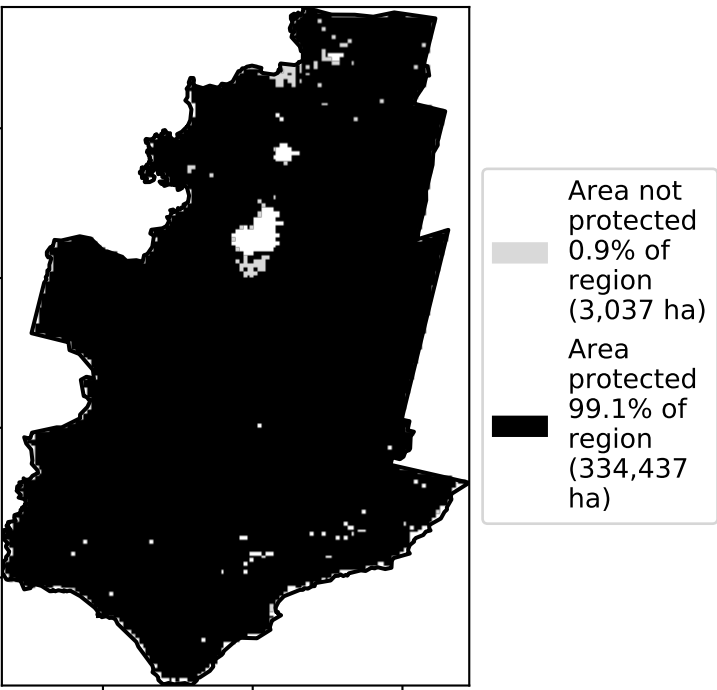 Area not
protected
0.9% of
region
(3,037 ha)
Area
protected
99.1% of
region
(334,437
ha)